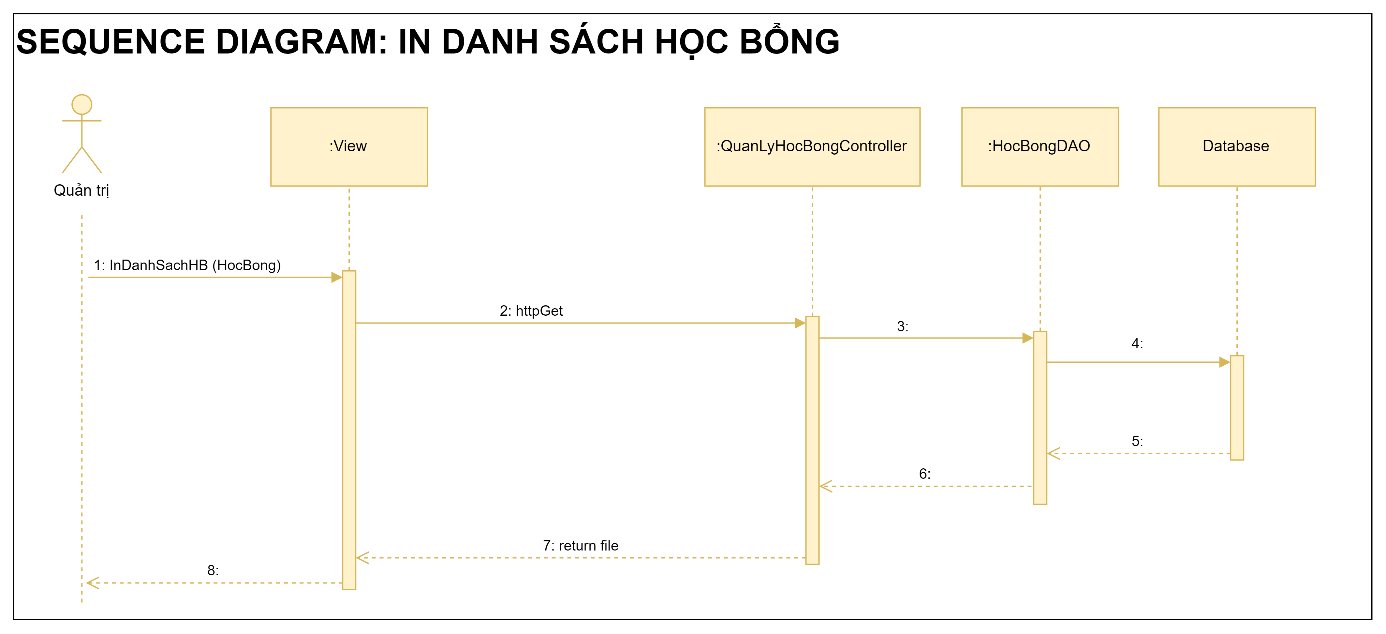 SEQUENCE DIAGRAM: IN DANH SÁCH HỌC BỔNG
Quản trị
:View
:QuanLyHocBongController
:HocBongDAO
Database
1: InDanhSachHB (HocBong)
2: httpGet
3:
4:
5:
6:
7: return file
8: